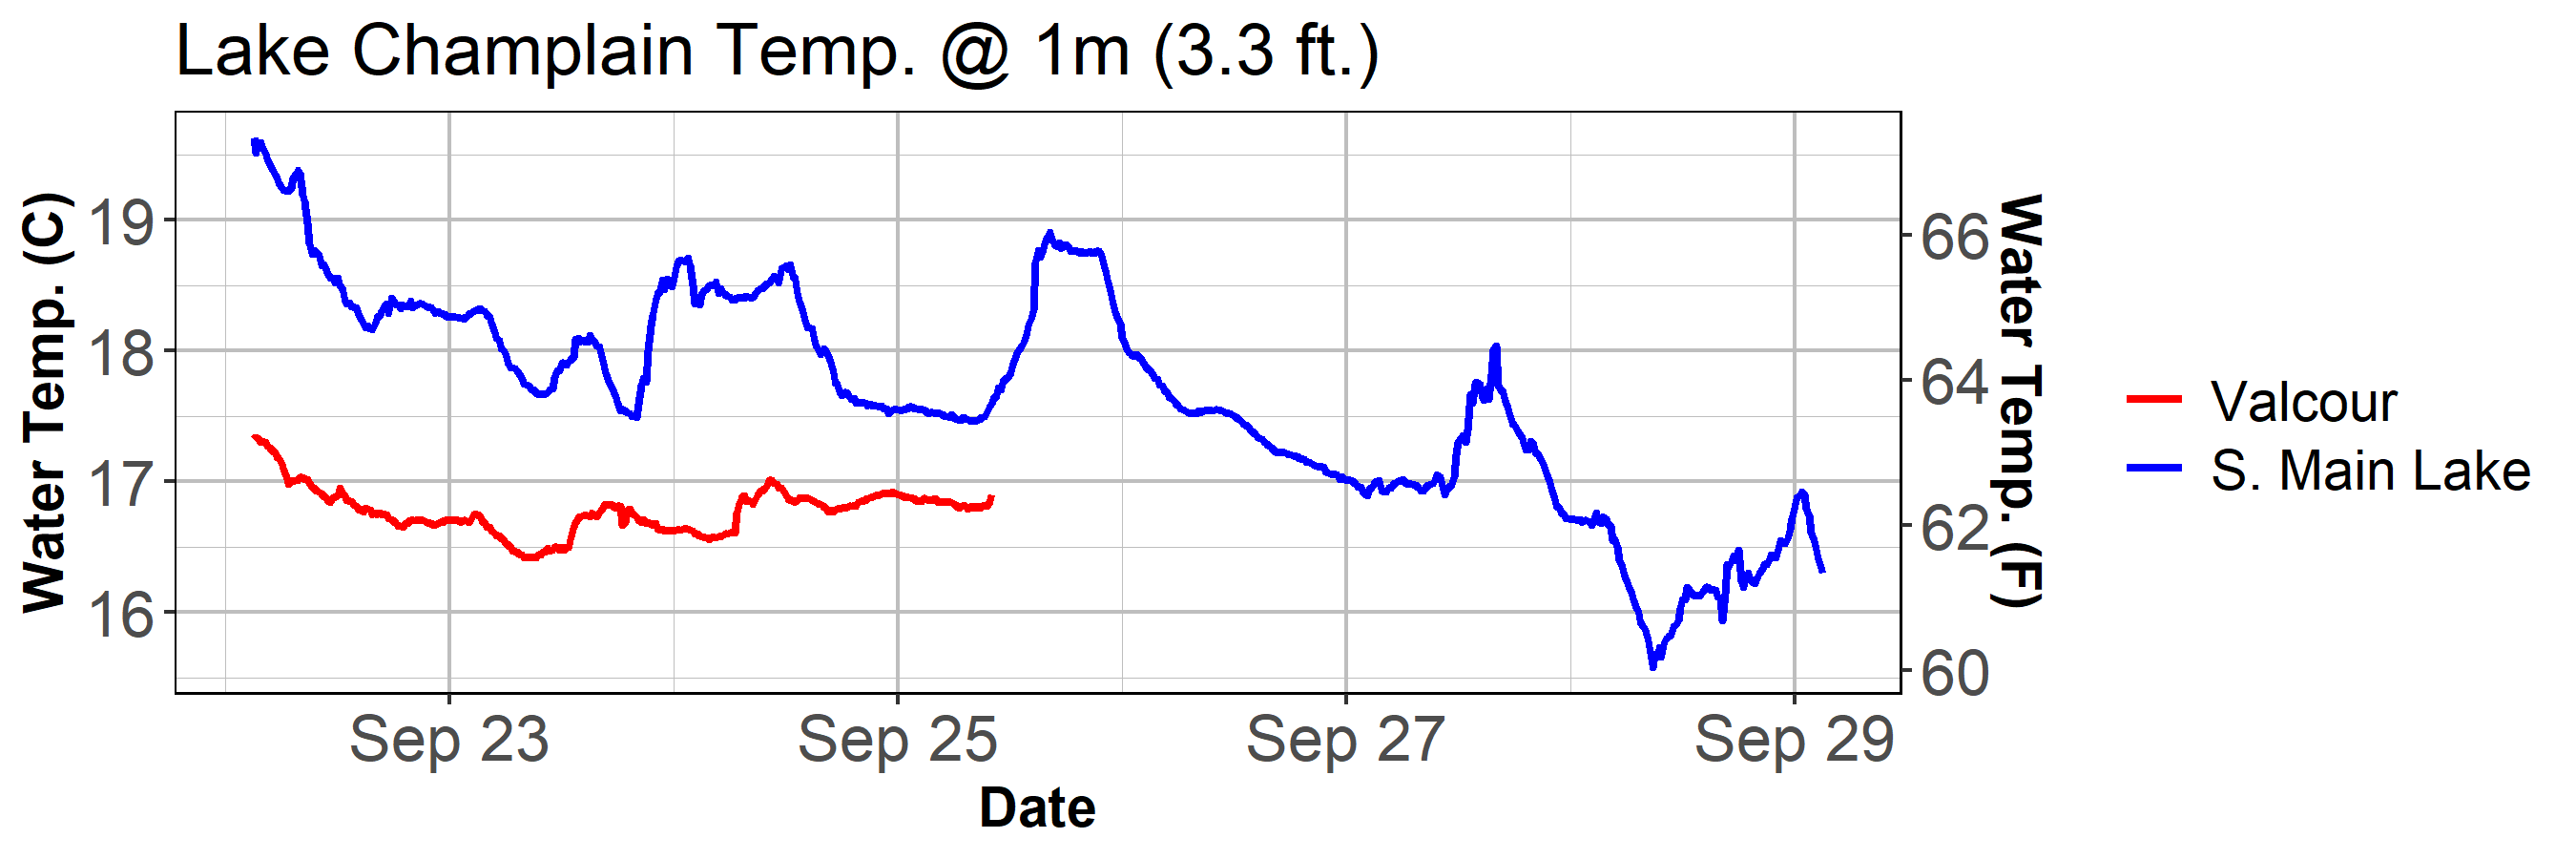 Lake Champlain Temp. @ 1m (3.3 ft.)
Water Temp. (C)
19
18
17
16
66
64
62
60
Water Temp. (F)
Sep 23
Sep 25
Sep 27
Sep 29
Date
Valcour
S. Main Lake